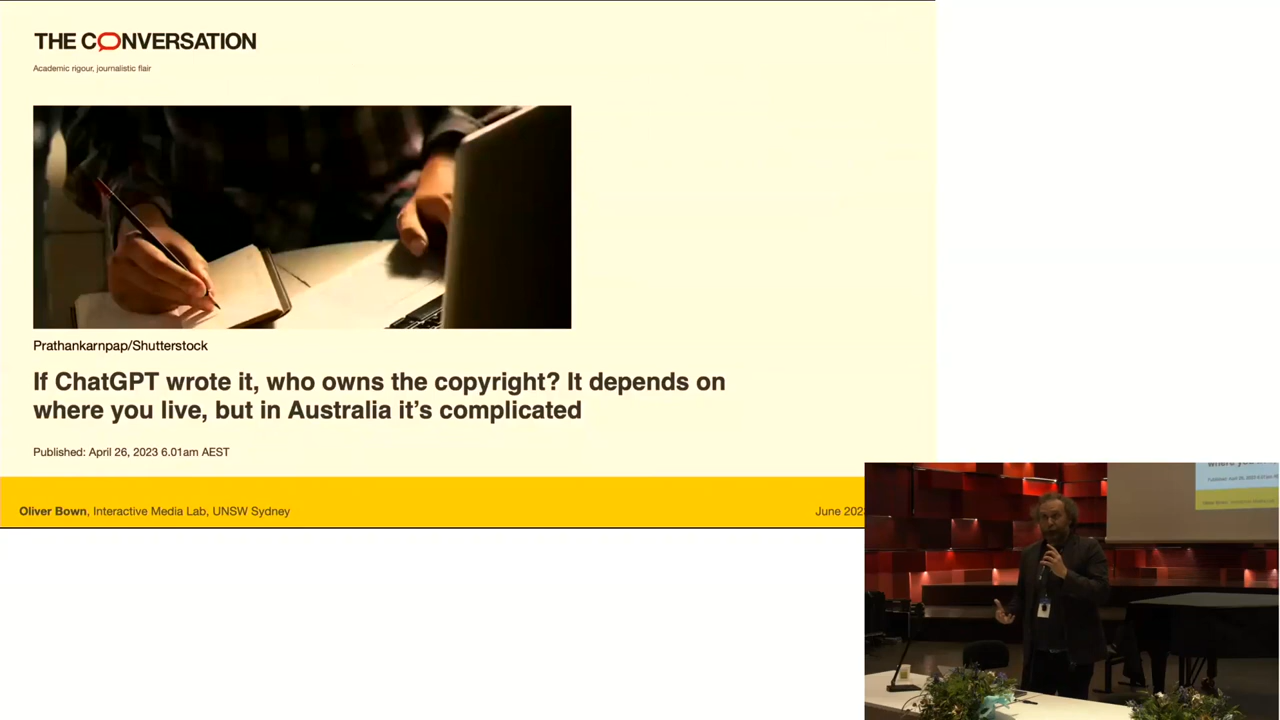 THE CONVERSATION
Academic rigour, journalistic flair
Prathankarnpap/Shutterstock
If ChatGPT wrote it, who owns the copyright? It depends on
where you live, but in Australia it's complicated
Published: April 26, 2023 6.01am AEST
Oliver Bown, Interactive Media Lab, UNSW Sydney
June